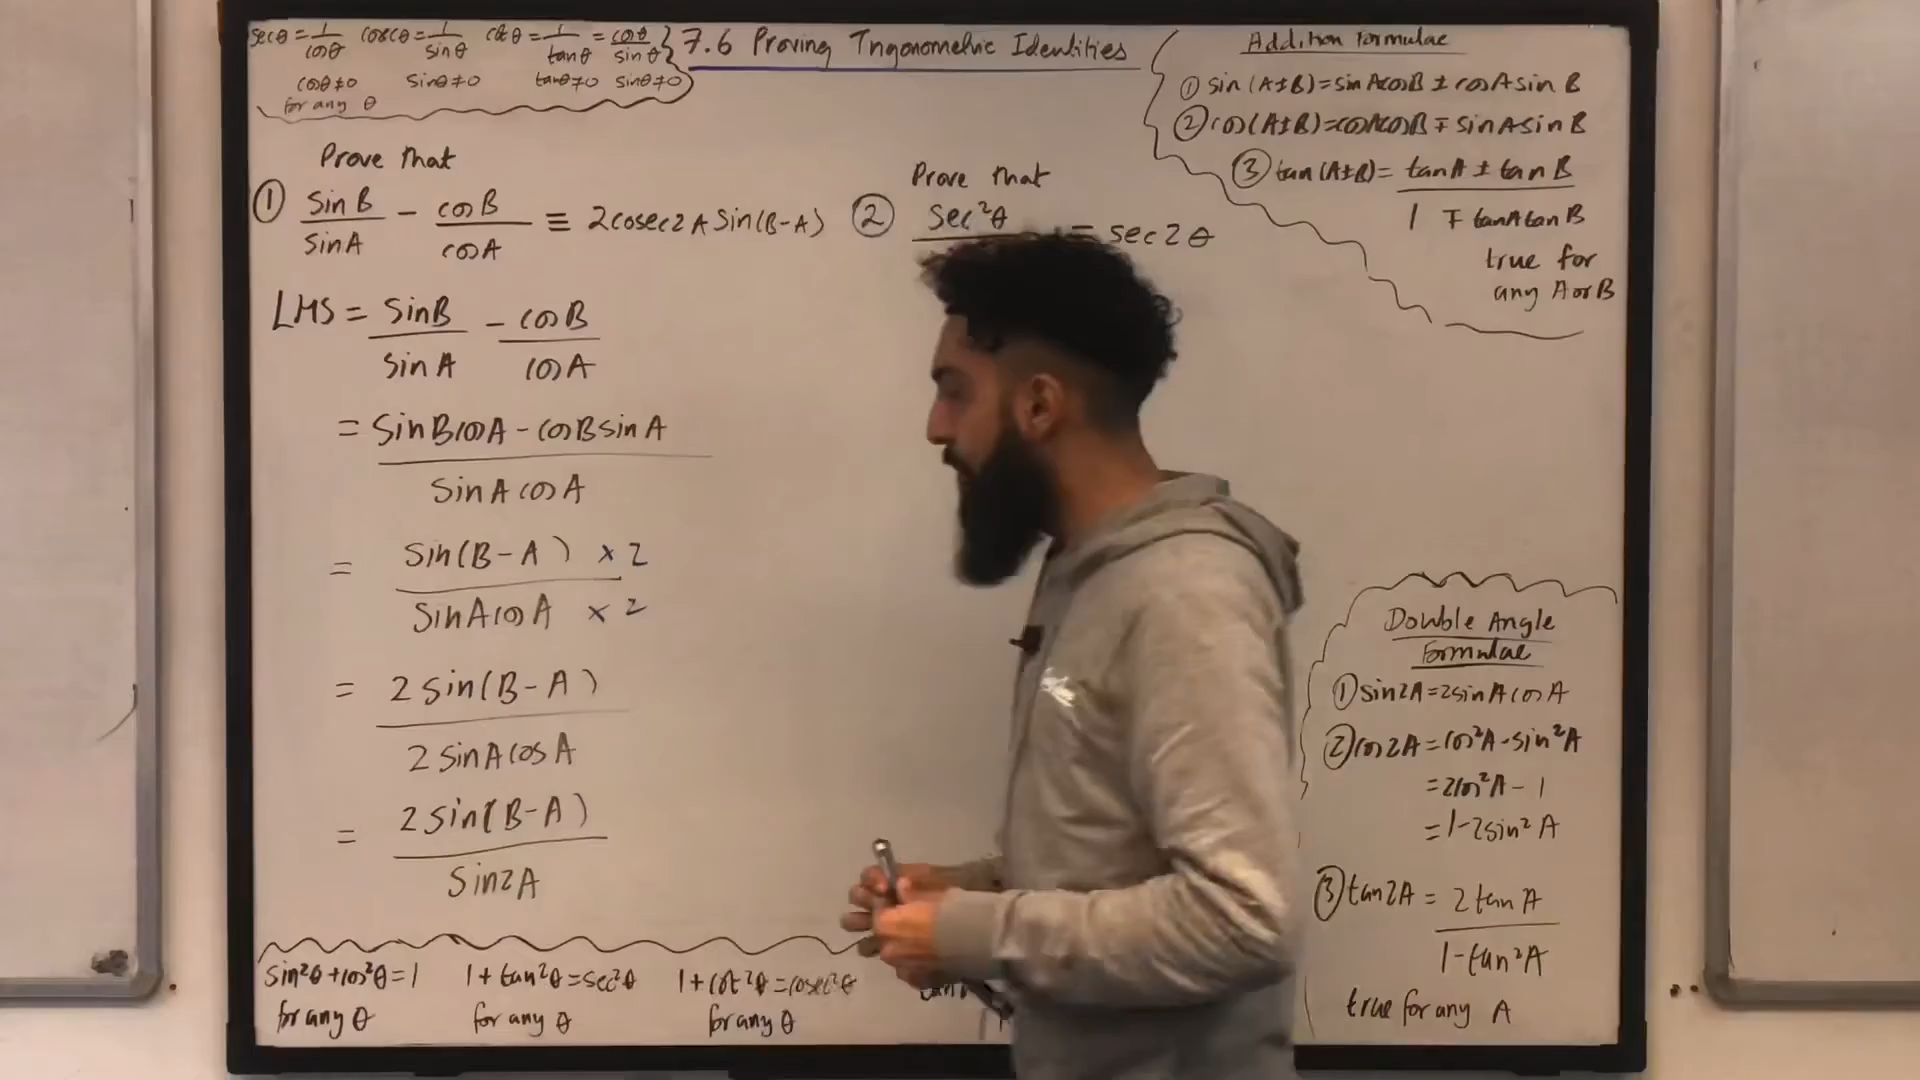 secθ = 1/cosθ cosecθ = 1/sinθ cotθ = 1/tanθ = cosθ/sinθ
cosθ≠0 sinθ≠0 tanθ≠0 sinθ≠0
for any θ
7.6 Proving Trigonometric Identities
Addition Formulae
① sin(A±B)=sinAcosB ± cosAsinB
② cos(A±B)=cosAcosB ∓ sinAsinB
③ tan(A±B)= tanA ± tanB / 1 ∓ tanAtanB
true for
any A or B
Prove that
① sinB/sinA − cosB/cosA ≡ 2cosec2A sin(B-A)
LHS = sinB/sinA − cosB/cosA
= sinBcosA - cosBsinA / sinAcosA
= sin(B-A) × 2 / sinAcosA × 2
= 2sin(B-A) / 2sinAcosA
= 2sin(B-A) / sin2A
Prove that
② sec²θ = sec2θ
Double Angle
Formulae
① sin2A=2sinAcosA
② cos2A=cos²A-sin²A
=2cos²A-1
=1-2sin²A
③ tan2A = 2tanA / 1-tan²A
true for any A
sin²θ+cos²θ=1 1+tan²θ=sec²θ 1+cot²θ=cosec²θ
for any θ for any θ for any θ